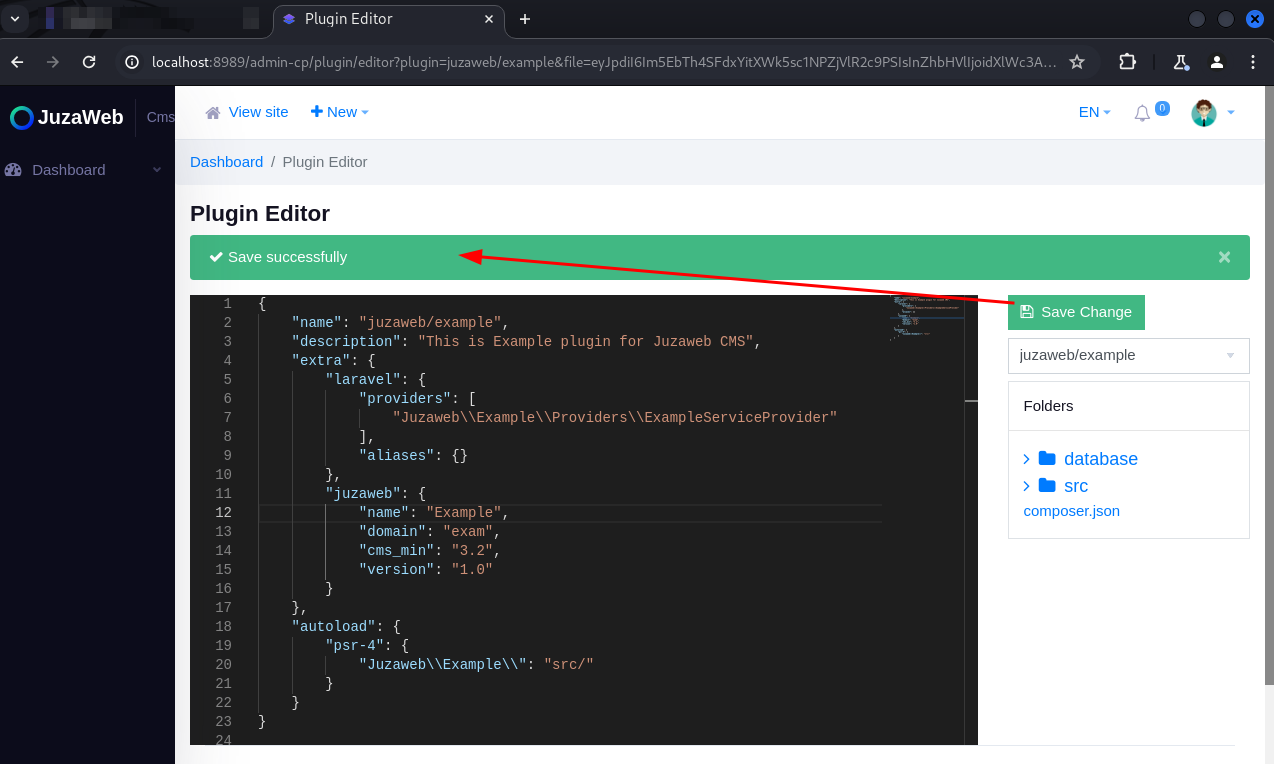 Plugin Editor
localhost:8989/admin-cp/plugin/editor?plugin=juzaweb/example&file=eyJpdiI6Im5EbTh4SFdxYitXWk5sc1NPZjVlR2c9PSIsInZhbHVlIjoidXlWc3A...
JuzaWeb Cms
View site New EN 0
Dashboard
Dashboard / Plugin Editor
Plugin Editor
Save successfully
Save Change
juzaweb/example
Folders
database
src
composer.json
1 {
2 "name": "juzaweb/example",
3 "description": "This is Example plugin for Juzaweb CMS",
4 "extra": {
5 "laravel": {
6 "providers": [
7 "Juzaweb\\Example\\Providers\\ExampleServiceProvider"
8 ],
9 "aliases": {}
10 },
11 "juzaweb": {
12 "name": "Example",
13 "domain": "exam",
14 "cms_min": "3.2",
15 "version": "1.0"
16 }
17 },
18 "autoload": {
19 "psr-4": {
20 "Juzaweb\\Example\\": "src/"
21 }
22 }
23 }
24